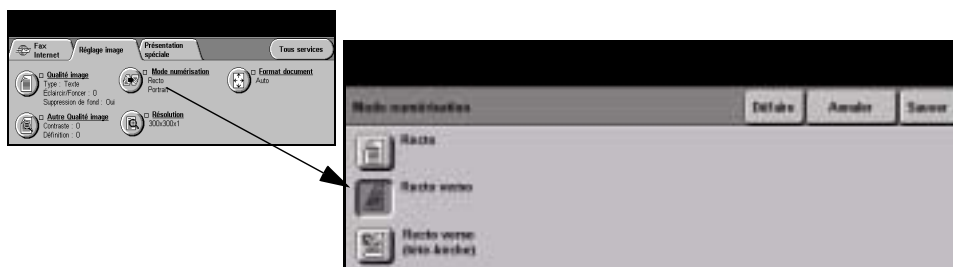 Fax
Internet
Réglage image
Présentation
spéciale
Tous services
Qualité image
Type : Texte
Éclaircir/Foncer : 0
Suppression de fond : Oui
Mode numérisation
Recto
Portrait
Format document
Auto
Autre Qualité image
Contraste : 0
Définition : 0
Résolution
300x300x1
Mode numérisation
Défaire
Annuler
Sauver
Recto
Recto verso
Recto verso
(tête-bêche)